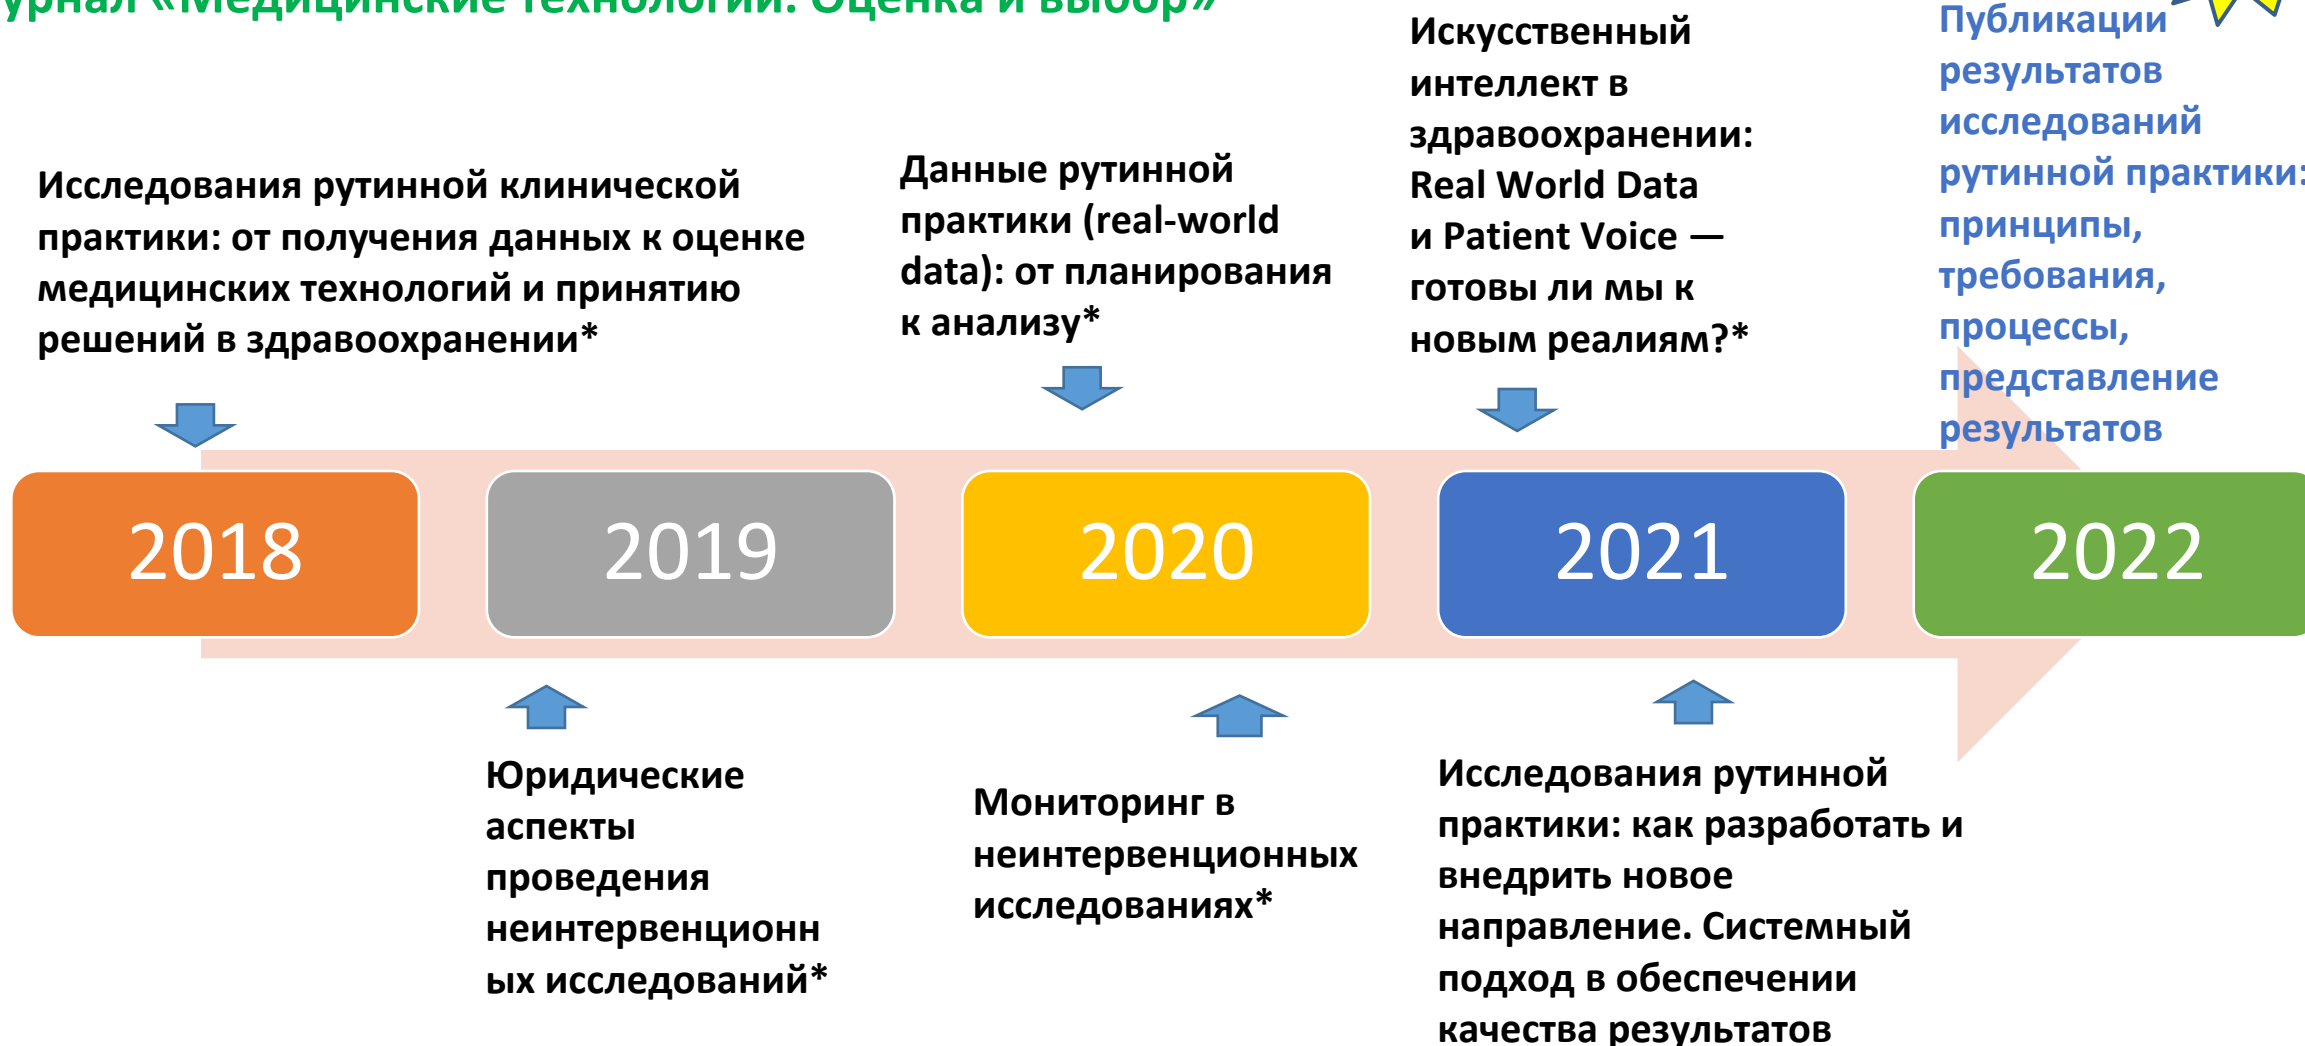 урнал «Медицинские технологии. Оценка и выбор»
Исследования рутинной клинической
практики: от получения данных к оценке
медицинских технологий и принятию
решений в здравоохранении*
Данные рутинной
практики (real-world
data): от планирования
к анализу*
Искусственный
интеллект в
здравоохранении:
Real World Data
и Patient Voice —
готовы ли мы к
новым реалиям?*
Публикации
результатов
исследований
рутинной практики:
принципы,
требования,
процессы,
представление
результатов
2018
2019
2020
2021
2022
Юридические
аспекты
проведения
неинтервенционн
ых исследований*
Мониторинг в
неинтервенционных
исследованиях*
Исследования рутинной
практики: как разработать и
внедрить новое
направление. Системный
подход в обеспечении
качества результатов